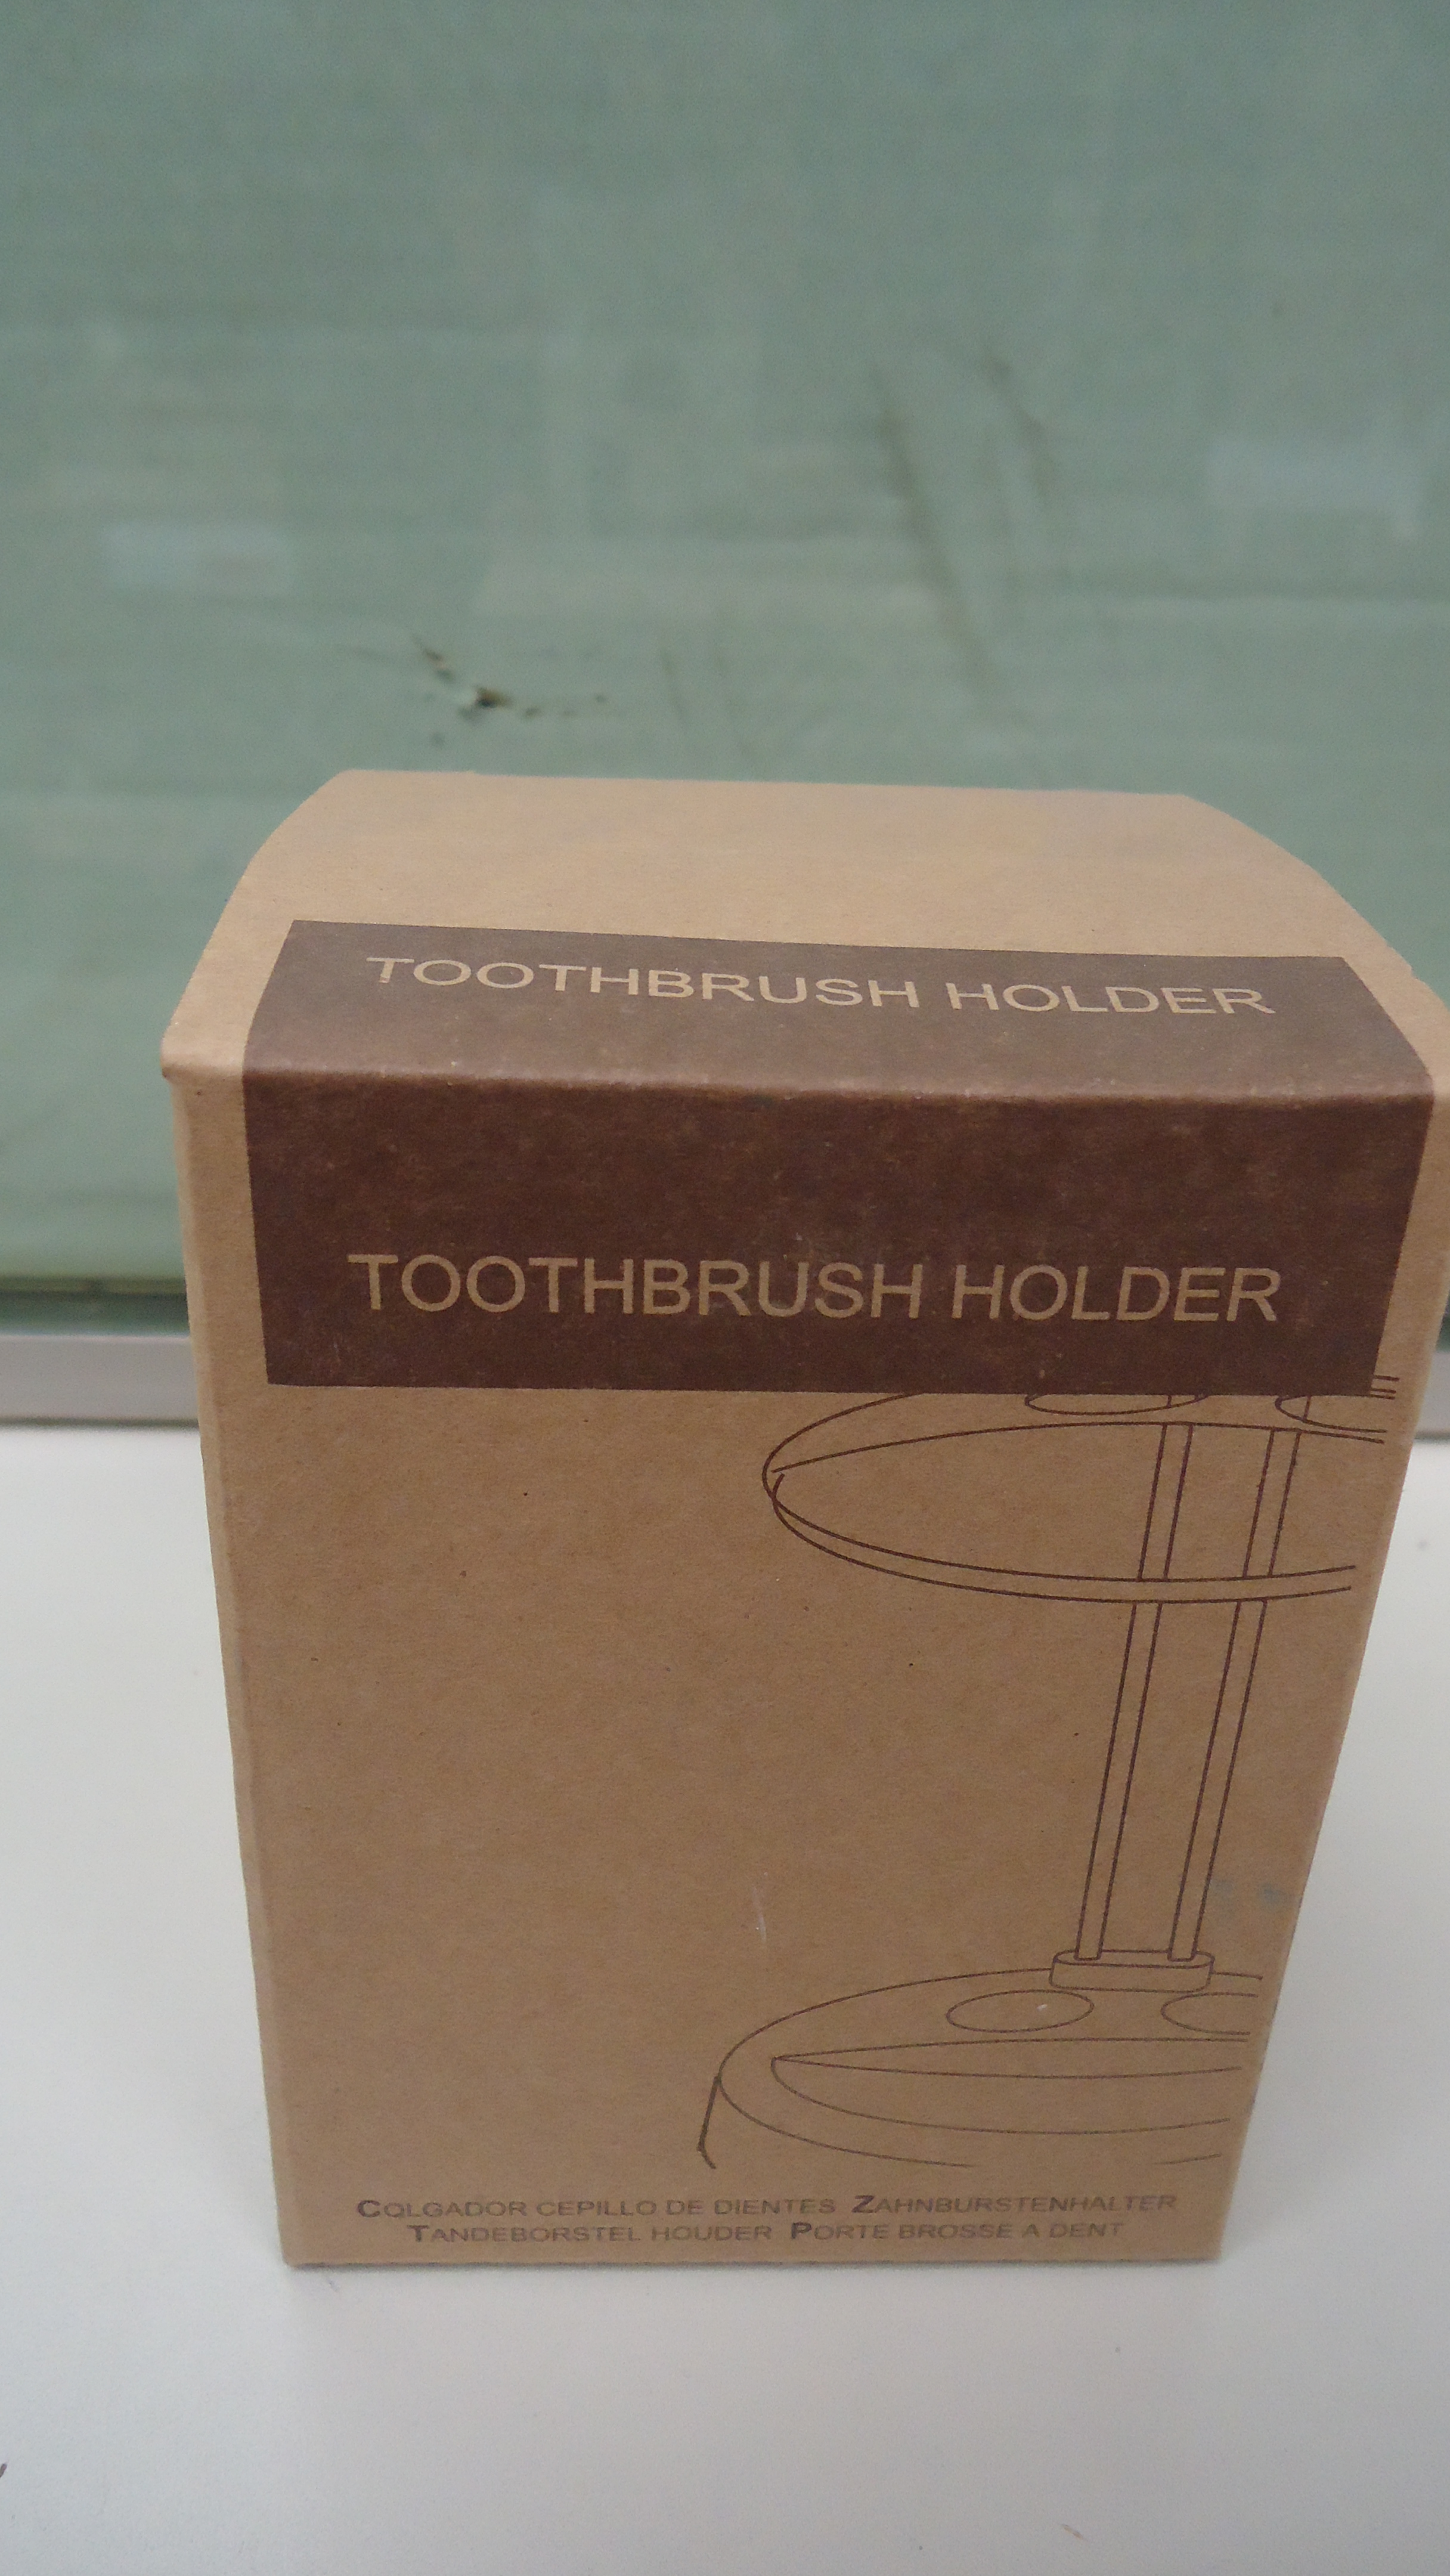 TOOTHBRUSH HOLDER
TOOTHBRUSH HOLDER
COLGADOR CEPILLO DE DIENTES ZAHNBURSTENHALTER
TANDEBORSTEL HOUDER PORTE BROSSE A DENT